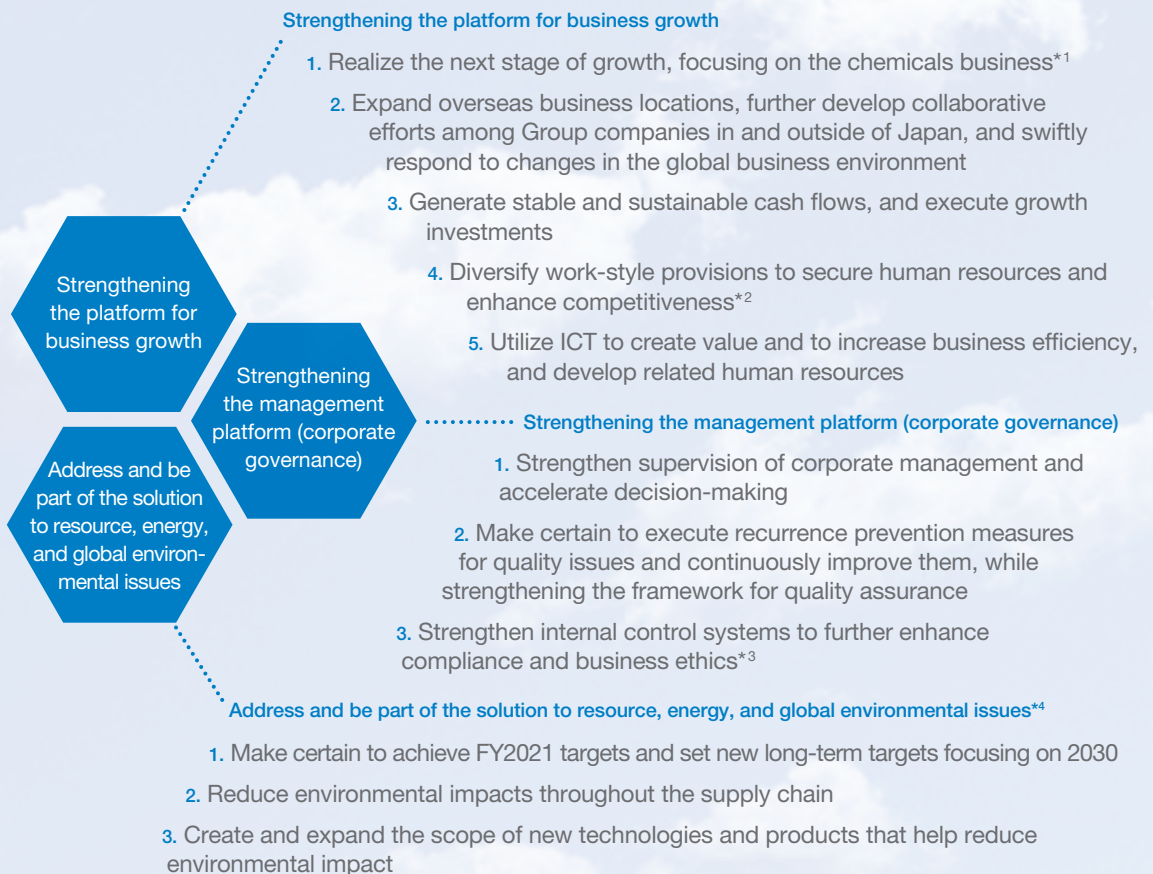 Strengthening the platform for business growth
1. Realize the next stage of growth, focusing on the chemicals business*1
2. Expand overseas business locations, further develop collaborative
efforts among Group companies in and outside of Japan, and swiftly
respond to changes in the global business environment
3. Generate stable and sustainable cash flows, and execute growth
investments
4. Diversify work-style provisions to secure human resources and
enhance competitiveness*2
5. Utilize ICT to create value and to increase business efficiency,
and develop related human resources
Strengthening
the platform for
business growth
Strengthening
the management
platform (corporate
governance)
Address and be
part of the solution
to resource, energy,
and global environ-
mental issues
Strengthening the management platform (corporate governance)
1. Strengthen supervision of corporate management and
accelerate decision-making
2. Make certain to execute recurrence prevention measures
for quality issues and continuously improve them, while
strengthening the framework for quality assurance
3. Strengthen internal control systems to further enhance
compliance and business ethics*3
Address and be part of the solution to resource, energy, and global environmental issues*4
1. Make certain to achieve FY2021 targets and set new long-term targets focusing on 2030
2. Reduce environmental impacts throughout the supply chain
3. Create and expand the scope of new technologies and products that help reduce
environmental impact